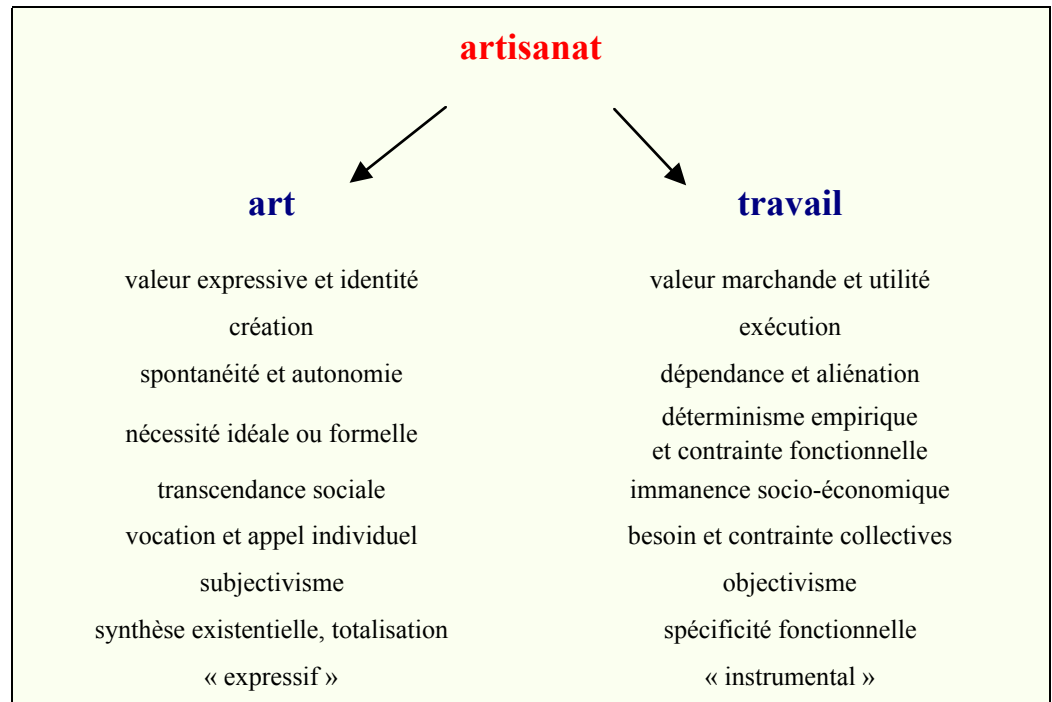 artisanat
art
travail
valeur expressive et identité
valeur marchande et utilité
création
exécution
spontanéité et autonomie
dépendance et aliénation
nécessité idéale ou formelle
déterminisme empirique
et contrainte fonctionnelle
transcendance sociale
immanence socio-économique
vocation et appel individuel
besoin et contrainte collectives
subjectivisme
objectivisme
synthèse existentielle, totalisation
spécificité fonctionnelle
« expressif »
« instrumental »